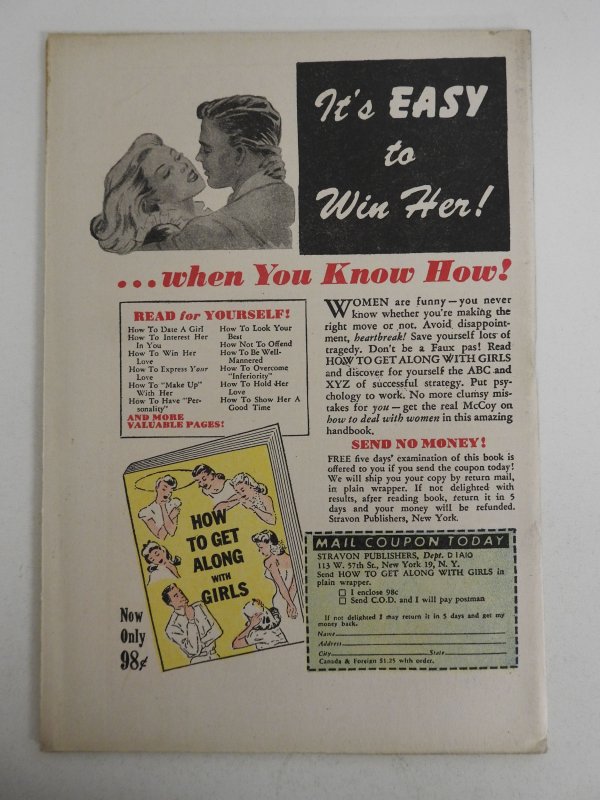 It's EASY
to
Win Her!
...when You Know How!
READ for YOURSELF!
How To Date A Girl
How To Interest Her
In You
How To Win Her
Love
How To Express Your
Love
How To "Make Up"
With Her
How To Have "Per-
sonality"
AND MORE
VALUABLE PAGES!
How To Look Your
Best
How Not To Offend
How To Be Well-
Mannered
How To Overcome
"Inferiority"
How To Hold Her
Love
How To Show Her A
Good Time
WOMEN are funny—you never
know whether you're making the
right move or not. Avoid disappoint-
ment, heartbreak! Save yourself lots of
tragedy. Don't be a Faux pas! Read
HOW TO GET ALONG WITH GIRLS
and discover for yourself the ABC and
XYZ of successful strategy. Put psy-
chology to work. No more clumsy mis-
takes for you—get the real McCoy on
how to deal with women in this amazing
handbook.
SEND NO MONEY!
FREE five days' examination of this book is
offered to you if you send the coupon today!
We will ship you your copy by return mail,
in plain wrapper. If not delighted with
results, after reading book, return it in 5
days and your money will be refunded.
Stravon Publishers, New York.
HOW
TO GET
ALONG
WITH
GIRLS
Now
Only
98¢
MAIL COUPON TODAY
STRAVON PUBLISHERS, Dept. D1A10
113 W. 57th St., New York 19, N. Y.
Send HOW TO GET ALONG WITH GIRLS in
plain wrapper.
I enclose 98c
Send C.O.D. and I will pay postman
If not delighted I may return it in 5 days and get my
money back.
Name
Address
City State
Canada & Foreign $1.25 with order.